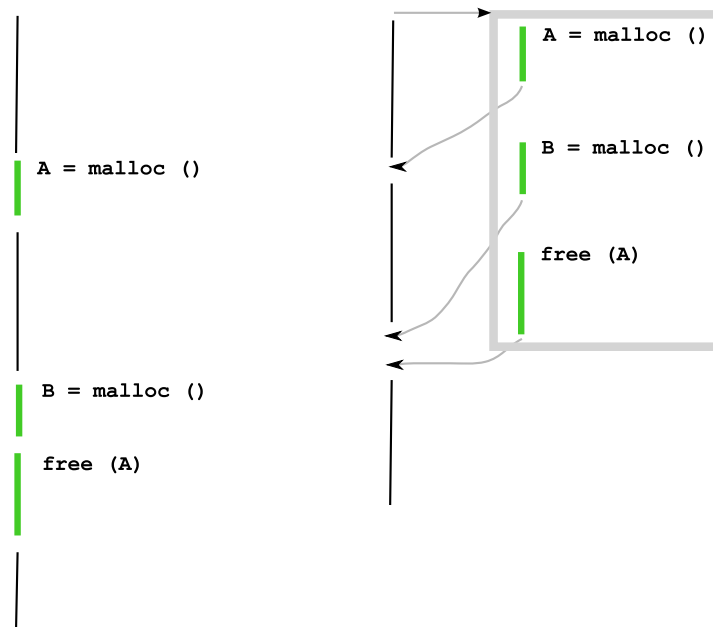 A = malloc ()
B = malloc ()
free (A)
A = malloc ()
B = malloc ()
free (A)